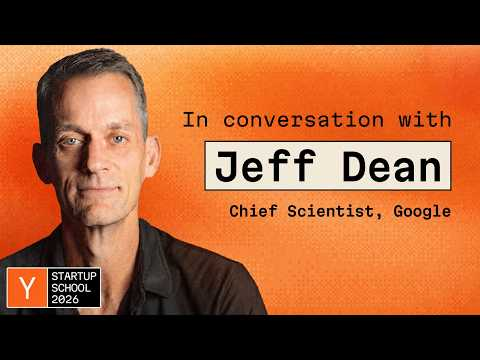 In conversation with
Jeff Dean
Chief Scientist, Google
Y
STARTUP
SCHOOL
2026